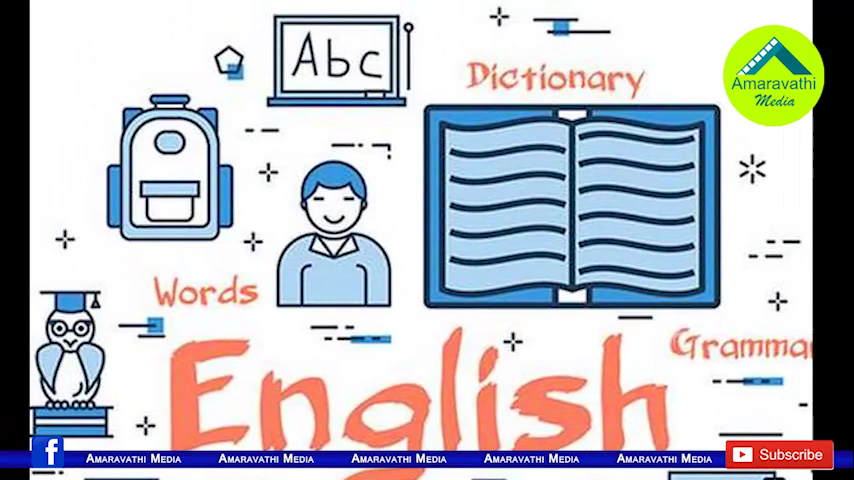 Abc
Dictionary
Amaravathi
Media
Words
Gramma
English
f
AMARAVATHI MEDIA AMARAVATHI MEDIA AMARAVATHI MEDIA AMARAVATHI MEDIA AMARAVATHI MEDIA
Subscribe